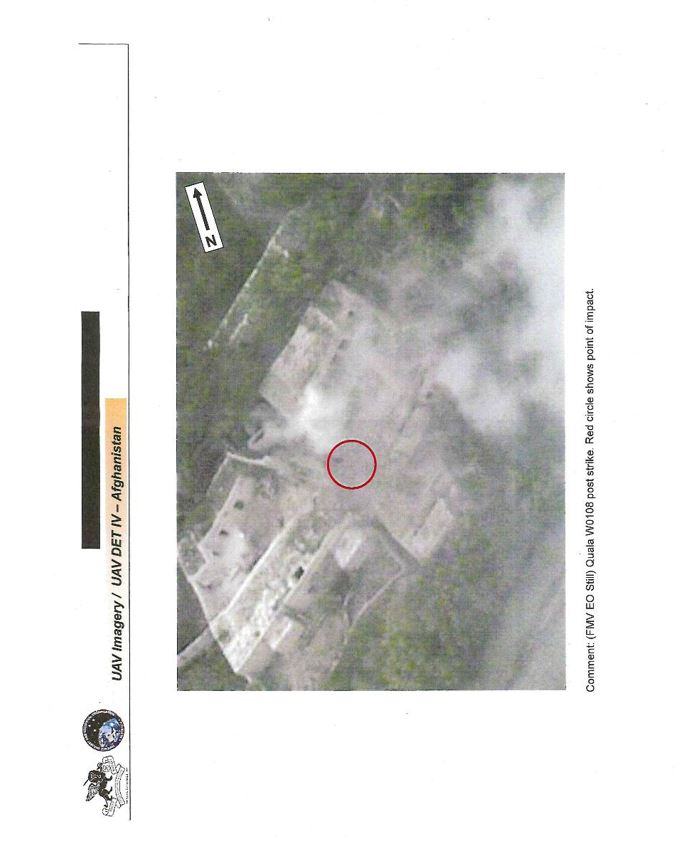 UAV Imagery / UAV DET IV – Afghanistan
N
Comment: (FMV EO Still) Quala W0108 post strike. Red circle shows point of impact.